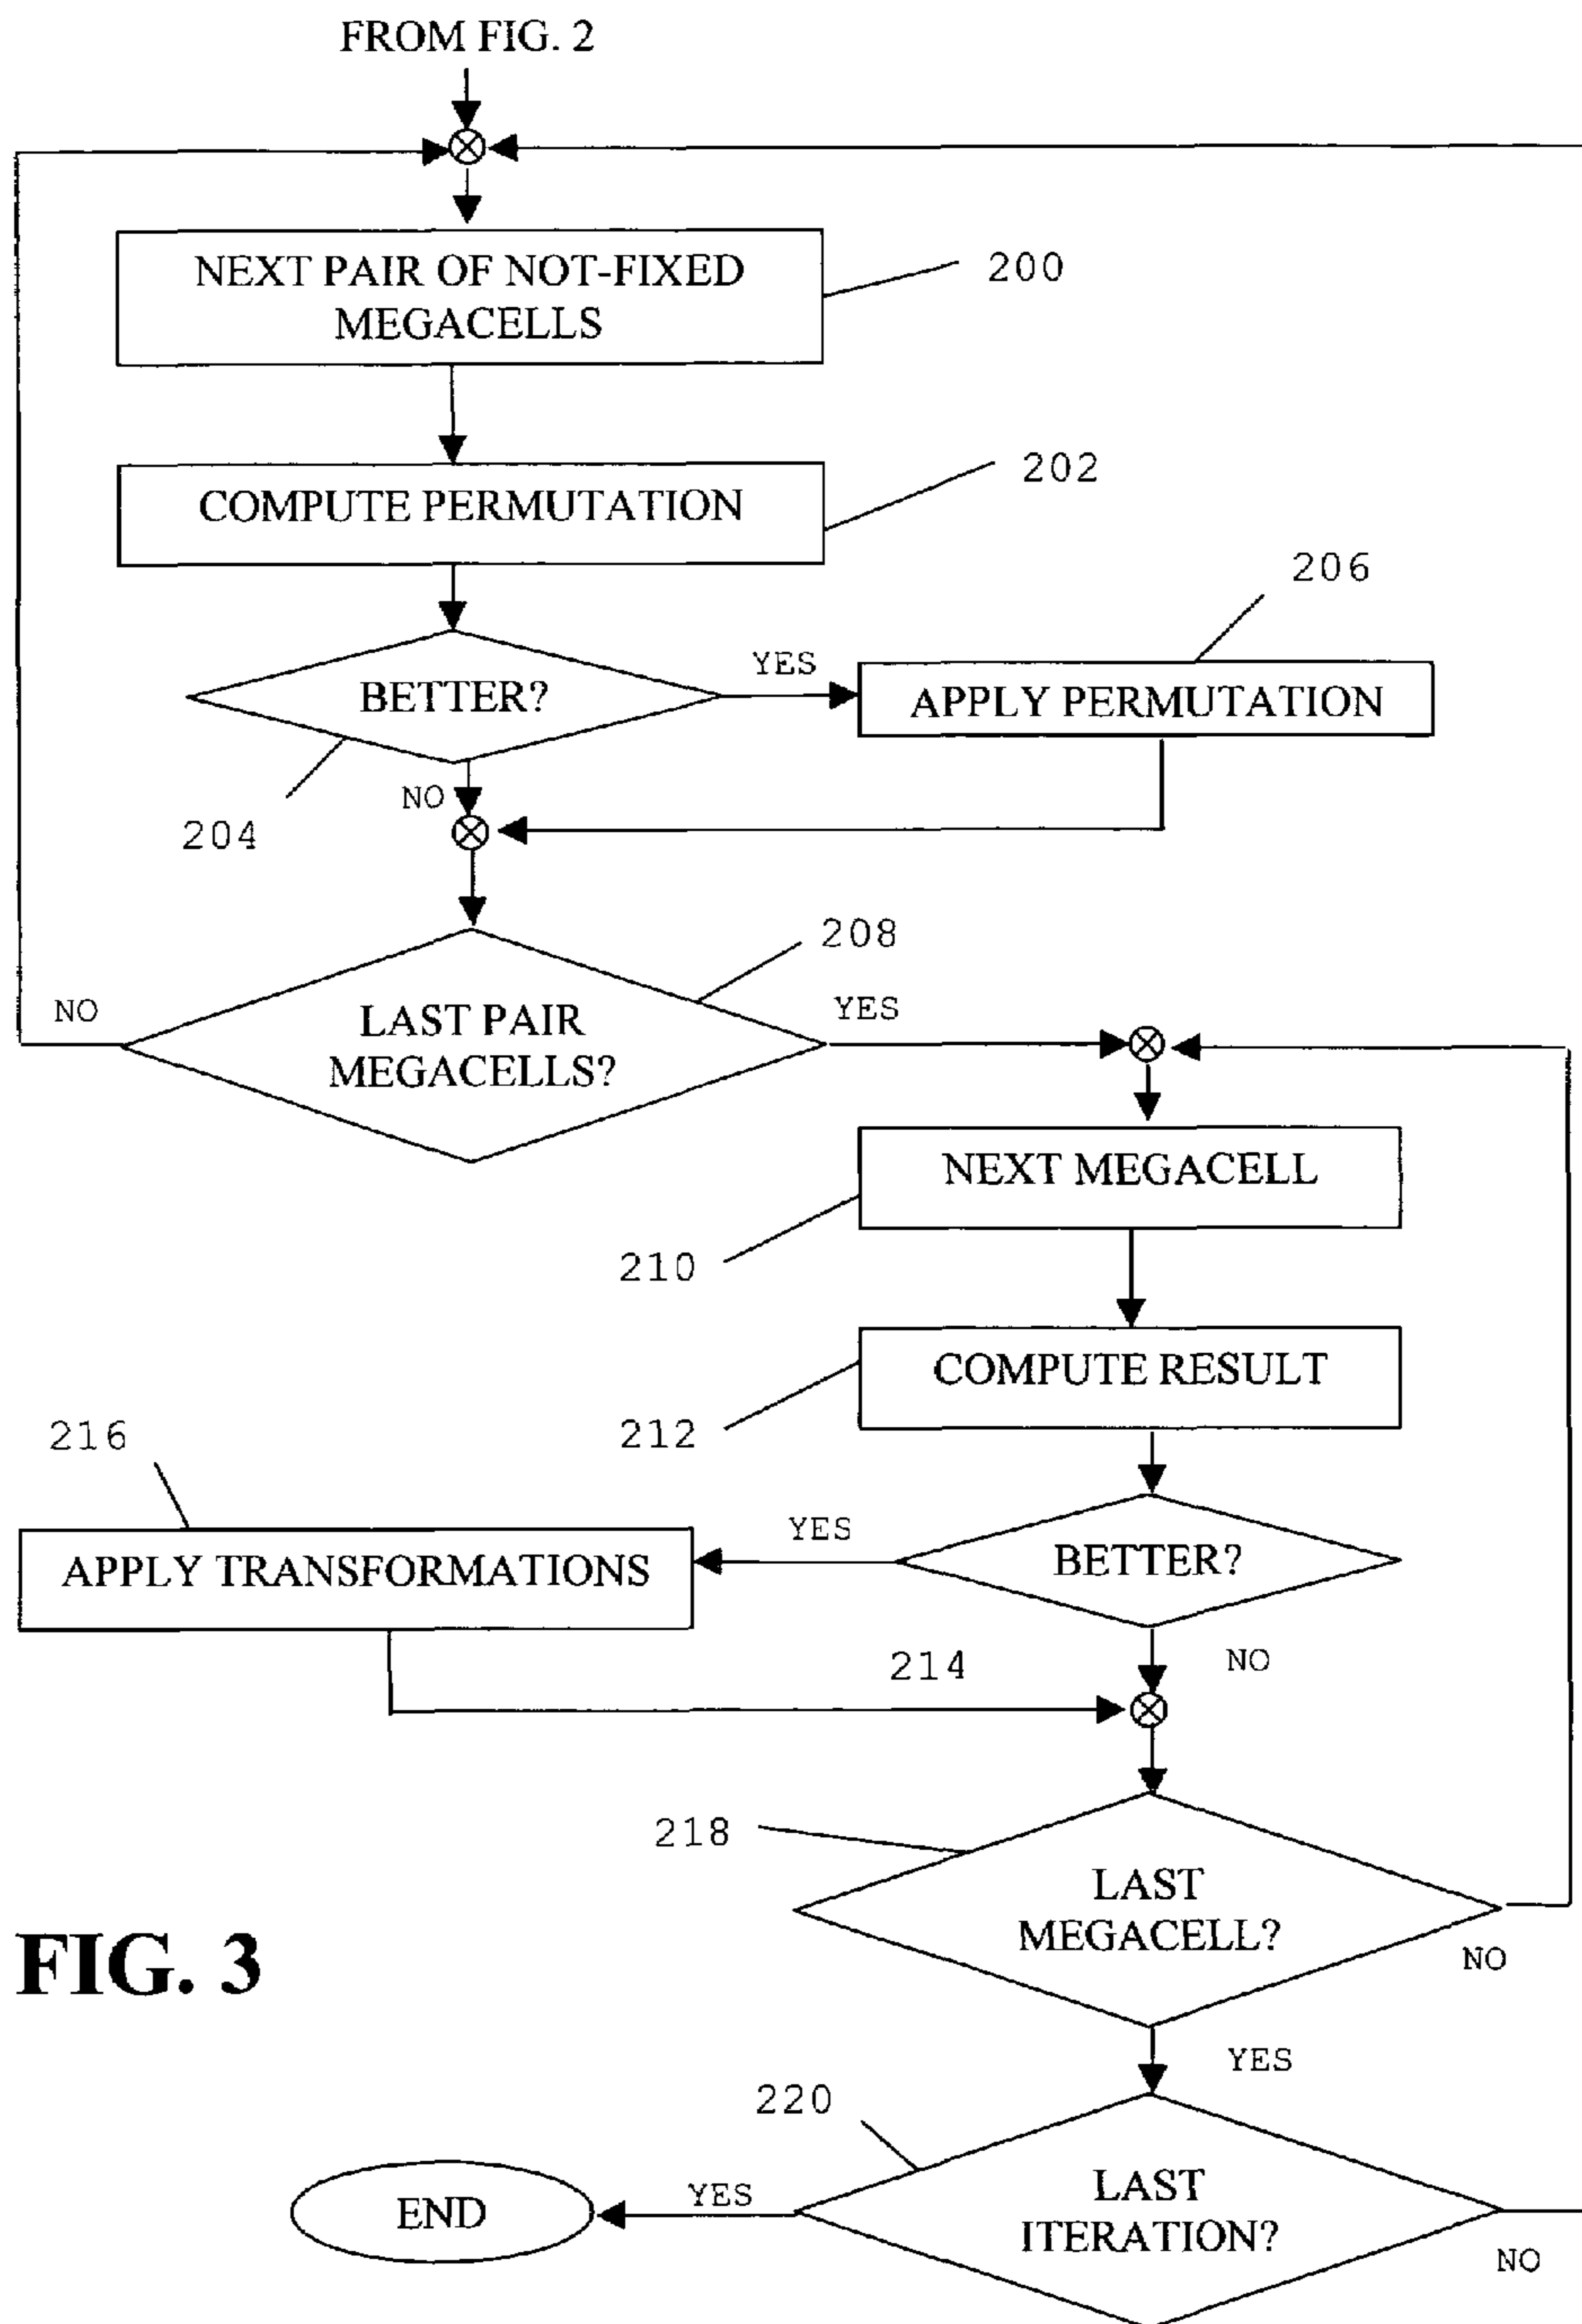 FROM FIG. 2
NEXT PAIR OF NOT-FIXED
MEGACELLS
200
COMPUTE PERMUTATION
202
206
BETTER?
YES
APPLY PERMUTATION
NO
204
208
LAST PAIR
MEGACELLS?
NO
YES
NEXT MEGACELL
210
COMPUTE RESULT
212
216
APPLY TRANSFORMATIONS
YES
BETTER?
214
NO
218
LAST
MEGACELL?
NO
FIG. 3
YES
220
END
YES
LAST
ITERATION?
NO